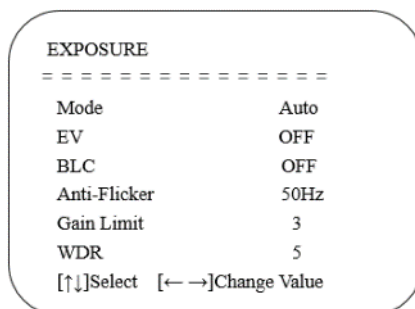 EXPOSURE
= = = = = = = = = = = = = = =
Mode Auto
EV OFF
BLC OFF
Anti-Flicker 50Hz
Gain Limit 3
WDR 5
[↑↓]Select [← →]Change Value